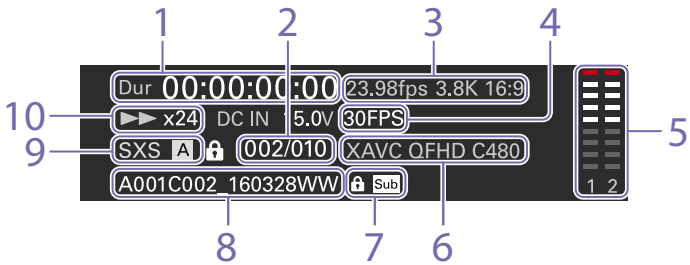 1 2 3 4
Dur 00:00:00:00 23.98fps 3.8K 16:9
10 x24 DC IN 15.0V 30FPS 5
9 SXS A 002/010 XAVC QFHD C480
A001C002_160328WW Sub 1 2
8 7 6